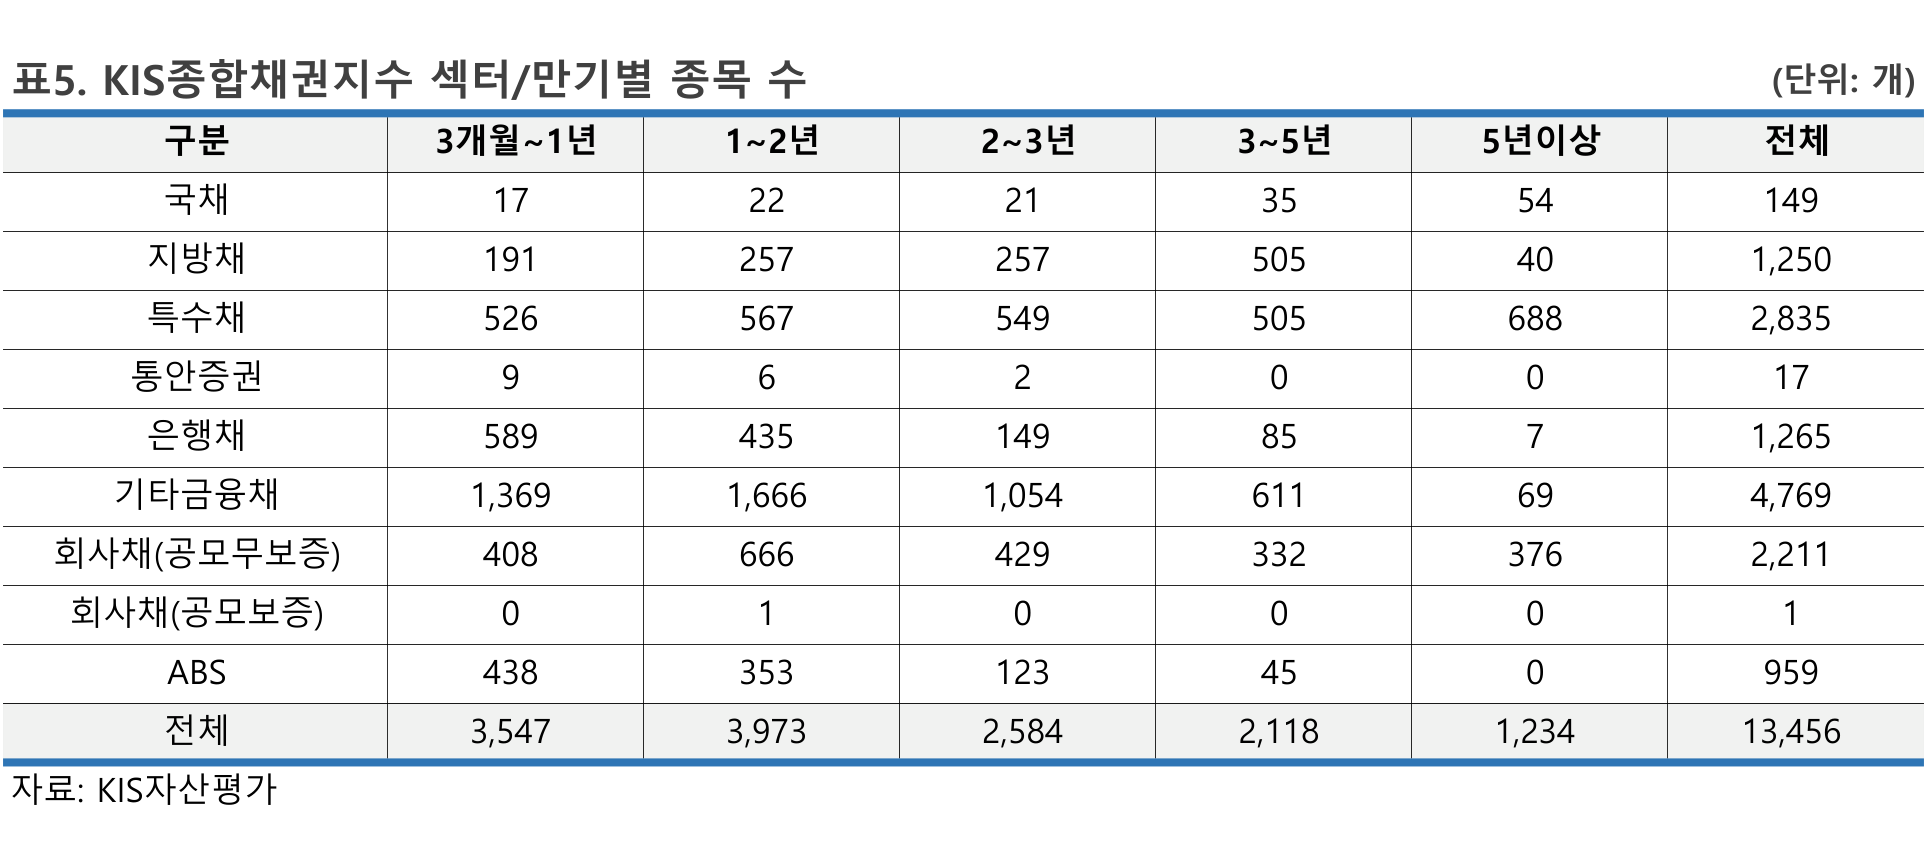 표5. KIS종합채권지수 섹터/만기별 종목 수 (단위: 개)
구분 3개월~1년 1~2년 2~3년 3~5년 5년이상 전체
국채 17 22 21 35 54 149
지방채 191 257 257 505 40 1,250
특수채 526 567 549 505 688 2,835
통안증권 9 6 2 0 0 17
은행채 589 435 149 85 7 1,265
기타금융채 1,369 1,666 1,054 611 69 4,769
회사채(공모무보증) 408 666 429 332 376 2,211
회사채(공모보증) 0 1 0 0 0 1
ABS 438 353 123 45 0 959
전체 3,547 3,973 2,584 2,118 1,234 13,456
자료: KIS자산평가